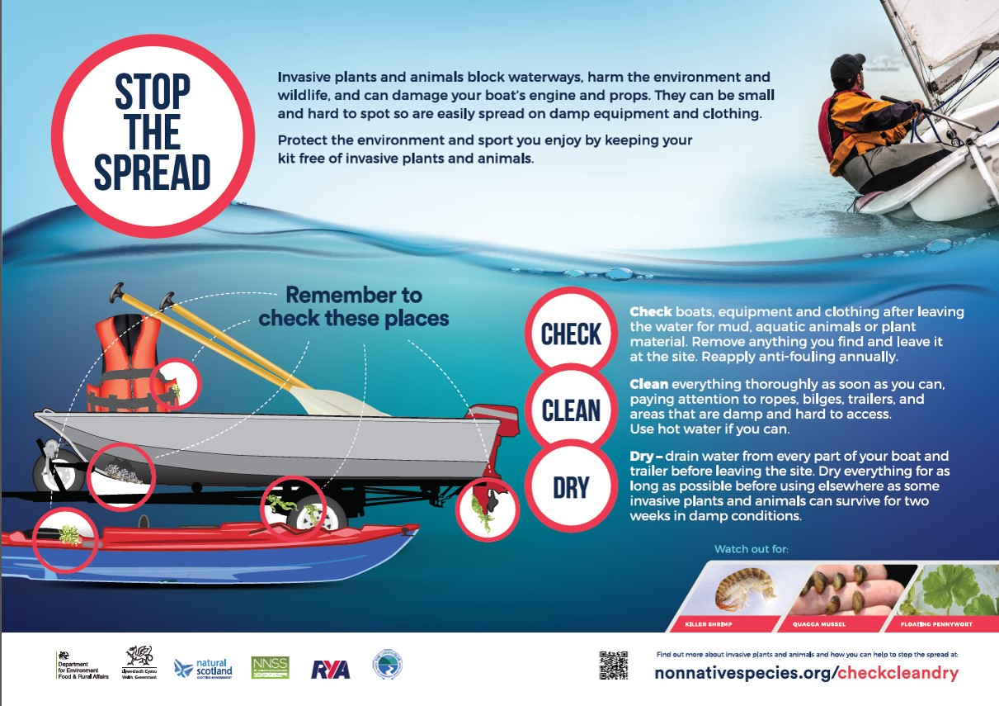 STOP
THE
SPREAD
Invasive plants and animals block waterways, harm the environment and
wildlife, and can damage your boat's engine and props. They can be small
and hard to spot so are easily spread on damp equipment and clothing.
Protect the environment and sport you enjoy by keeping your
kit free of invasive plants and animals.
Remember to
check these places
CHECK
Check boats, equipment and clothing after leaving
the water for mud, aquatic animals or plant
material. Remove anything you find and leave it
at the site. Reapply anti-fouling annually.
CLEAN
Clean everything thoroughly as soon as you can,
paying attention to ropes, bilges, trailers, and
areas that are damp and hard to access.
Use hot water if you can.
DRY
Dry – drain water from every part of your boat and
trailer before leaving the site. Dry everything for as
long as possible before using elsewhere as some
invasive plants and animals can survive for two
weeks in damp conditions.
Watch out for:
KILLER SHRIMP
QUAGGA MUSSEL
FLOATING PENNYWORT
Department
for Environment
Food & Rural Affairs
Llywodraeth Cymru
Welsh Government
natural
scotland
SCOTTISH GOVERNMENT
NNSS
RYA
Find out more about invasive plants and animals and how you can help to stop the spread at:
nonnativespecies.org/checkcleandry